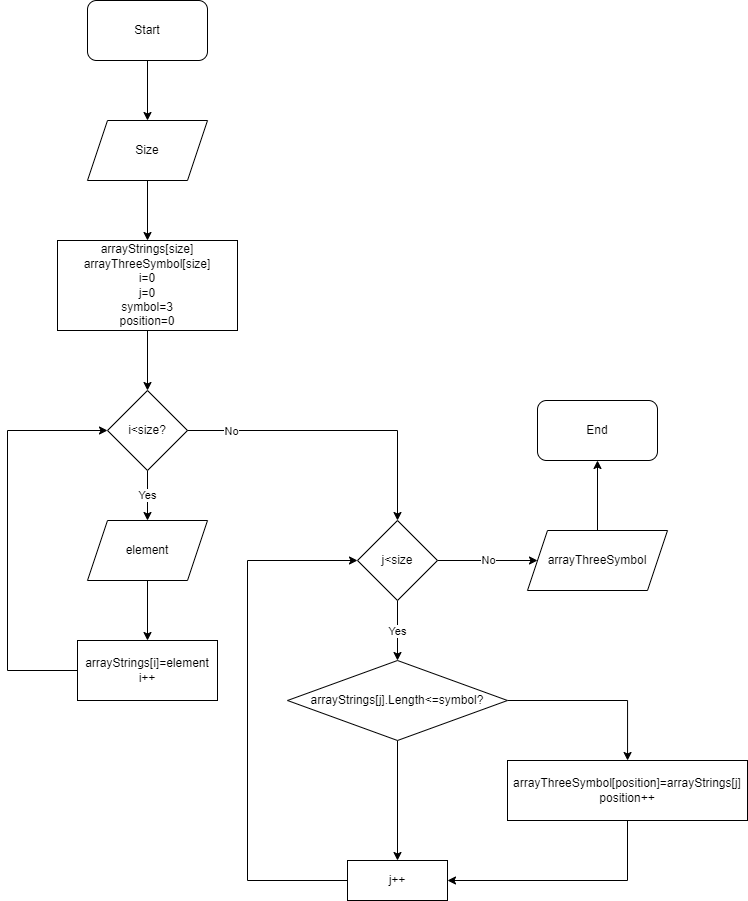 Start
Size
arrayStrings[size]
arrayThreeSymbol[size]
i=0
j=0
symbol=3
position=0
i<size?
No
Yes
element
arrayStrings[i]=element
i++
End
j<size
No
arrayThreeSymbol
Yes
arrayStrings[j].Length<=symbol?
arrayThreeSymbol[position]=arrayStrings[j]
position++
j++